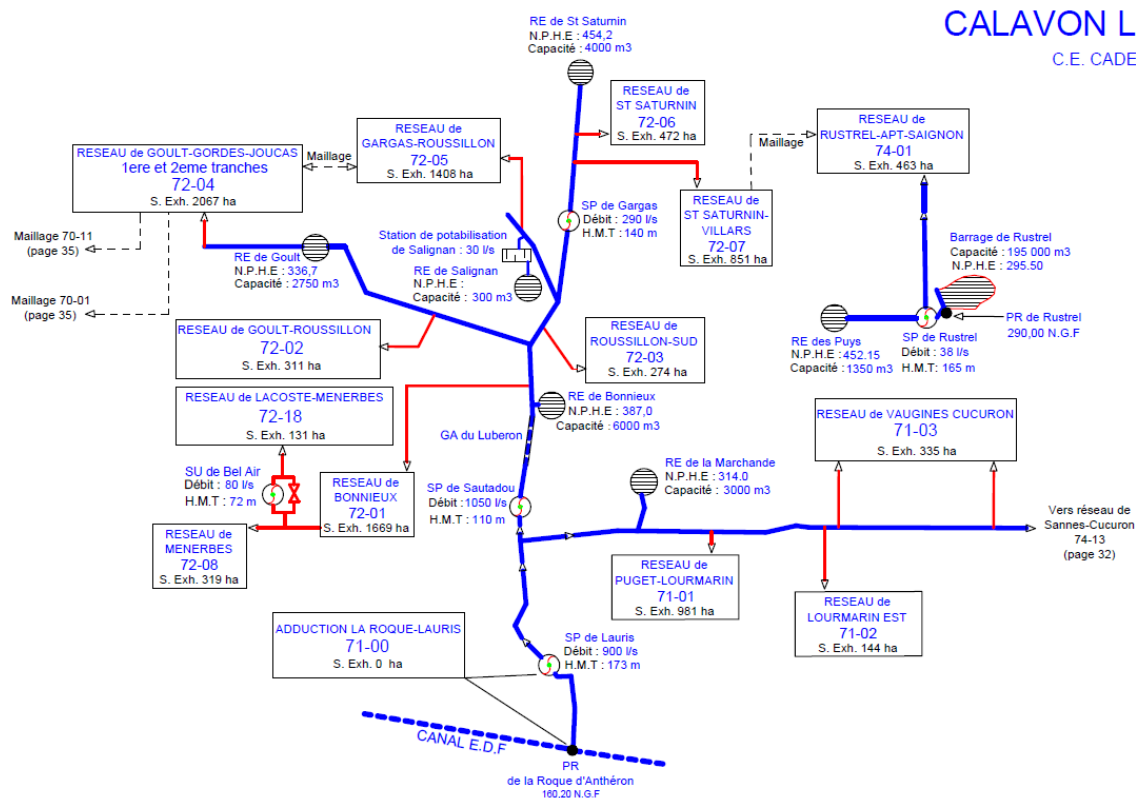 CALAVON L
C.E. CADE
RE de St Saturnin
N.P.H.E : 454,2
Capacité : 4000 m3
RESEAU de
ST SATURNIN
72-06
S. Exh. 472 ha
RESEAU de
RUSTREL-APT-SAIGNON
74-01
S. Exh. 463 ha
RESEAU de
GARGAS-ROUSSILLON
72-05
S. Exh. 1408 ha
Maillage
Maillage
RESEAU de GOULT-GORDES-JOUCAS
1ere et 2eme tranches
72-04
S. Exh. 2067 ha
RESEAU de
ST SATURNIN-
VILLARS
72-07
S. Exh. 851 ha
SP de Gargas
Débit : 290 l/s
H.M.T : 140 m
Maillage 70-11
(page 35)
Station de potabilisation
de Salignan : 30 l/s
RE de Goult
N.P.H.E : 336,7
Capacité : 2750 m3
RE de Salignan
N.P.H.E :
Capacité : 300 m3
Barrage de Rustrel
Capacité : 195 000 m3
N.P.H.E : 295.50
Maillage 70-01
(page 35)
PR de Rustrel
290,00 N.G.F
RESEAU de GOULT-ROUSSILLON
72-02
S. Exh. 311 ha
RESEAU de
ROUSSILLON-SUD
72-03
S. Exh. 274 ha
RE des Puys
N.P.H.E : 452.15
Capacité : 1350 m3
SP de Rustrel
Débit : 38 l/s
H.M.T : 165 m
RESEAU de LACOSTE-MENERBES
72-18
S. Exh. 131 ha
RE de Bonnieux
N.P.H.E : 387,0
Capacité : 6000 m3
RESEAU de VAUGINES CUCURON
71-03
S. Exh. 335 ha
GA du Luberon
SU de Bel Air
Débit : 80 l/s
H.M.T : 72 m
RESEAU de
BONNIEUX
72-01
S. Exh. 1669 ha
SP de Sautadou
Débit :1050 l/s
H.M.T : 110 m
RE de la Marchande
N.P.H.E : 314.0
Capacité : 3000 m3
Vers réseau de
Sannes-Cucuron
74-13
(page 32)
RESEAU de
MENERBES
72-08
S. Exh. 319 ha
RESEAU de
PUGET-LOURMARIN
71-01
S. Exh. 981 ha
RESEAU de
LOURMARIN EST
71-02
S. Exh. 144 ha
ADDUCTION LA ROQUE-LAURIS
71-00
S. Exh. 0 ha
SP de Lauris
Débit : 900 l/s
H.M.T : 173 m
CANAL E.D.F
PR
de la Roque d'Anthéron
160.20 N.G.F